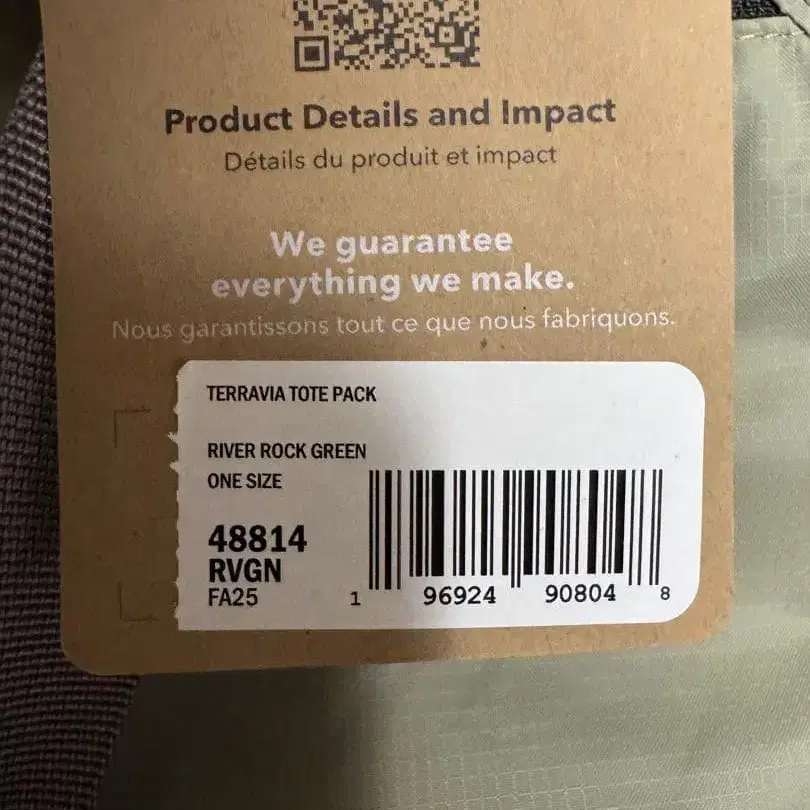 Product Details and Impact
Détails du produit et impact
We guarantee
everything we make.
Nous garantissons tout ce que nous fabriquons.
TERRAVIA TOTE PACK
RIVER ROCK GREEN
ONE SIZE
48814
RVGN
FA25
1 96924 90804 8